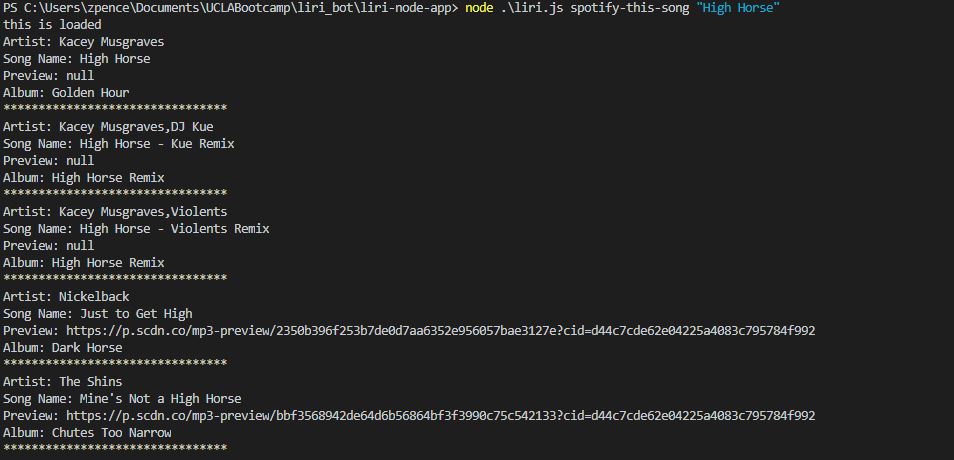 PS C:\Users\zpence\Documents\UCLABootcamp\liri_bot\liri-node-app> node .\liri.js spotify-this-song "High Horse"
this is loaded
Artist: Kacey Musgraves
Song Name: High Horse
Preview: null
Album: Golden Hour
********************************
Artist: Kacey Musgraves,DJ Kue
Song Name: High Horse - Kue Remix
Preview: null
Album: High Horse Remix
********************************
Artist: Kacey Musgraves,Violents
Song Name: High Horse - Violents Remix
Preview: null
Album: High Horse Remix
********************************
Artist: Nickelback
Song Name: Just to Get High
Preview: https://p.scdn.co/mp3-preview/2350b396f253b7de0d7aa6352e956057bae3127e?cid=d44c7cde62e04225a4083c795784f992
Album: Dark Horse
********************************
Artist: The Shins
Song Name: Mine's Not a High Horse
Preview: https://p.scdn.co/mp3-preview/bbf3568942de64d6b56864bf3f3990c75c542133?cid=d44c7cde62e04225a4083c795784f992
Album: Chutes Too Narrow
********************************